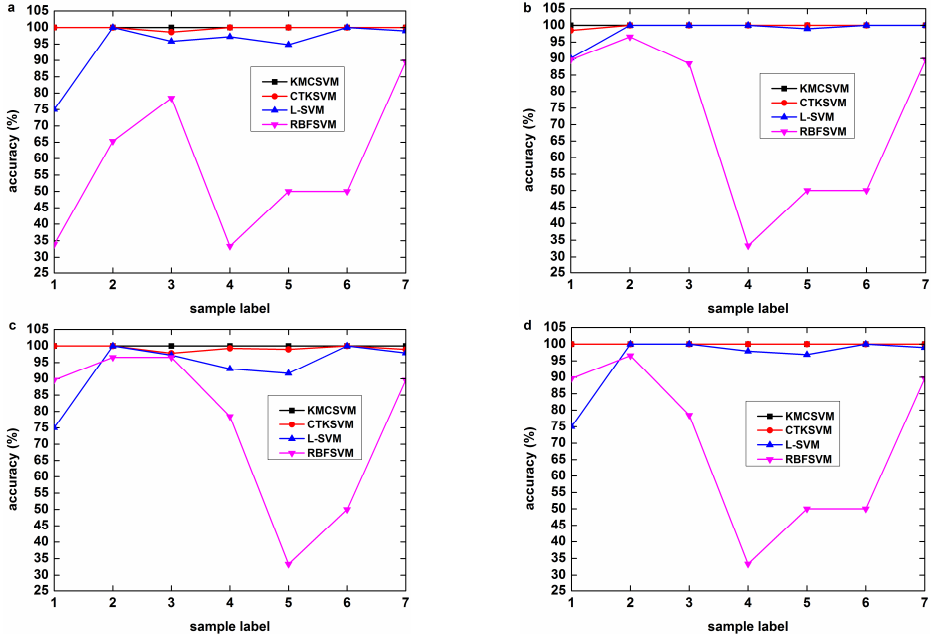 a
105
100
95
90
85
80
75
70
65
60
55
50
45
40
35
30
25
accuracy (%)
KMCSVM
CTKSVM
L-SVM
RBFSVM
1 2 3 4 5 6 7
sample label
b
105
100
95
90
85
80
75
70
65
60
55
50
45
40
35
30
25
accuracy (%)
KMCSVM
CTKSVM
L-SVM
RBFSVM
1 2 3 4 5 6 7
sample label
c
105
100
95
90
85
80
75
70
65
60
55
50
45
40
35
30
25
accuracy (%)
KMCSVM
CTKSVM
L-SVM
RBFSVM
1 2 3 4 5 6 7
sample label
d
105
100
95
90
85
80
75
70
65
60
55
50
45
40
35
30
25
accuracy (%)
KMCSVM
CTKSVM
L-SVM
RBFSVM
1 2 3 4 5 6 7
sample label